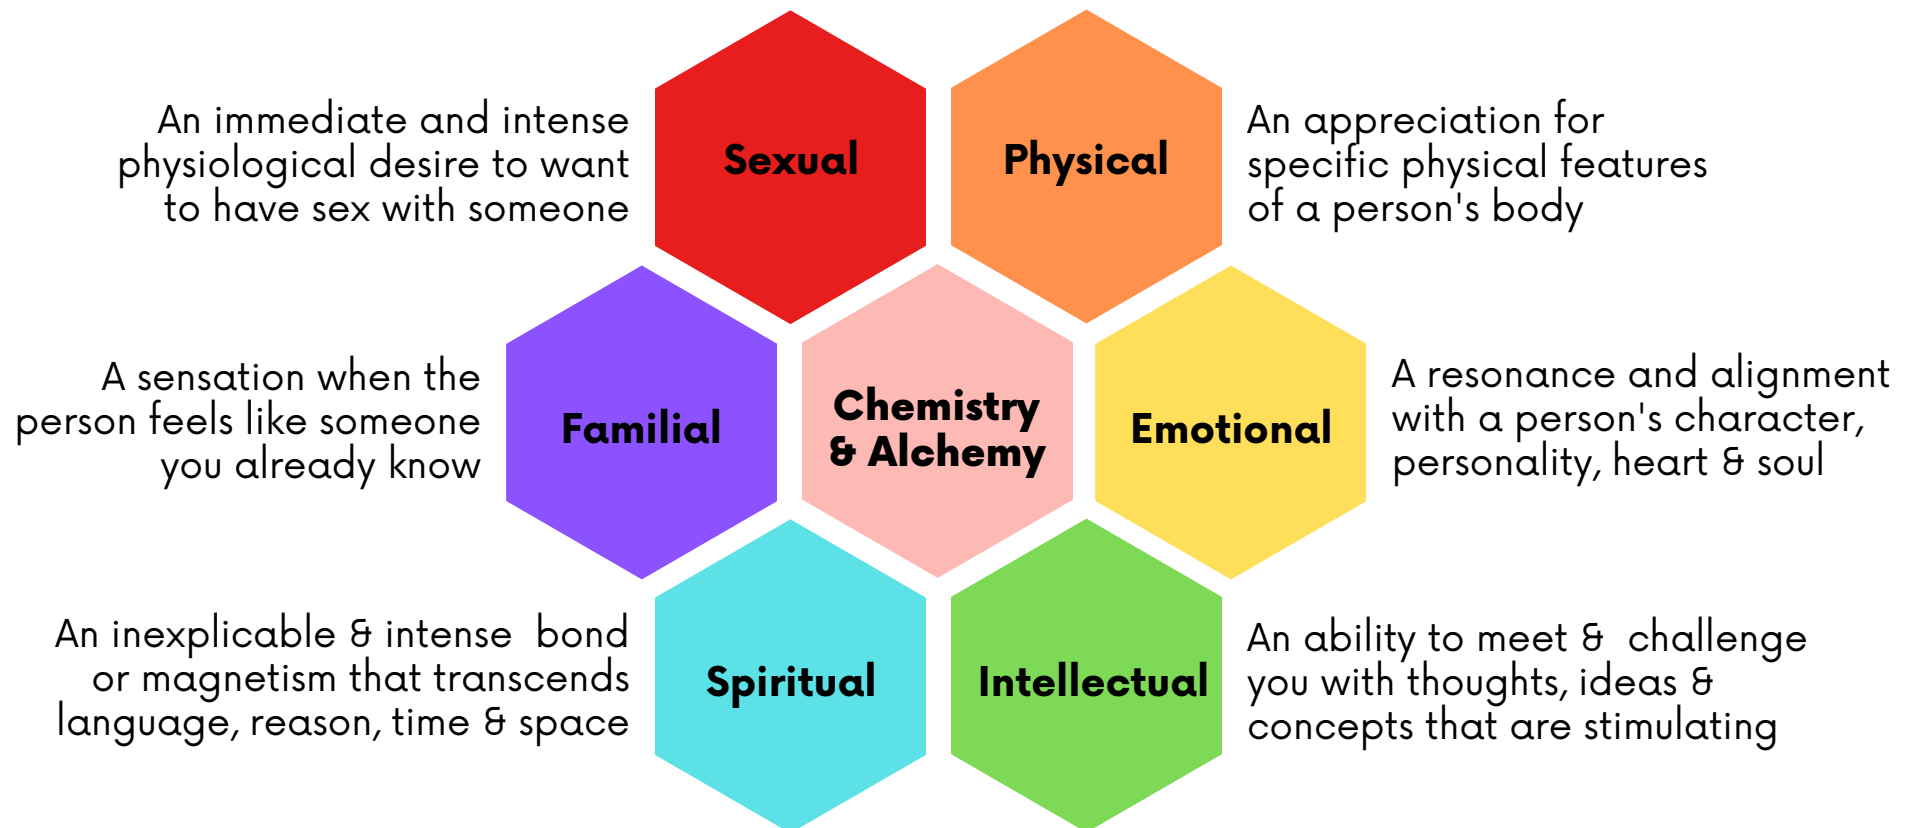 An immediate and intense
physiological desire to want
to have sex with someone
Sexual
Physical
An appreciation for
specific physical features
of a person's body
A sensation when the
person feels like someone
you already know
Familial
Chemistry
& Alchemy
Emotional
A resonance and alignment
with a person's character,
personality, heart & soul
An inexplicable & intense bond
or magnetism that transcends
language, reason, time & space
Spiritual
Intellectual
An ability to meet & challenge
you with thoughts, ideas &
concepts that are stimulating